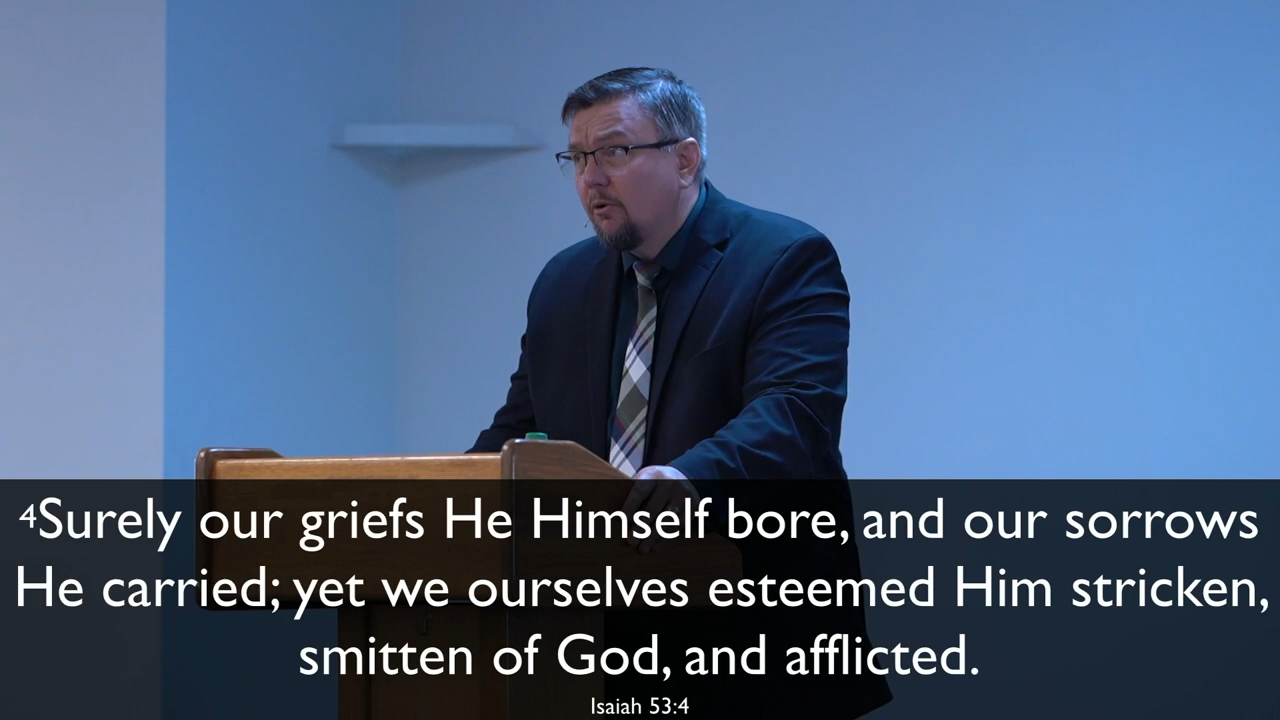 ⁴Surely our griefs He Himself bore, and our sorrows
He carried; yet we ourselves esteemed Him stricken,
smitten of God, and afflicted.
Isaiah 53:4